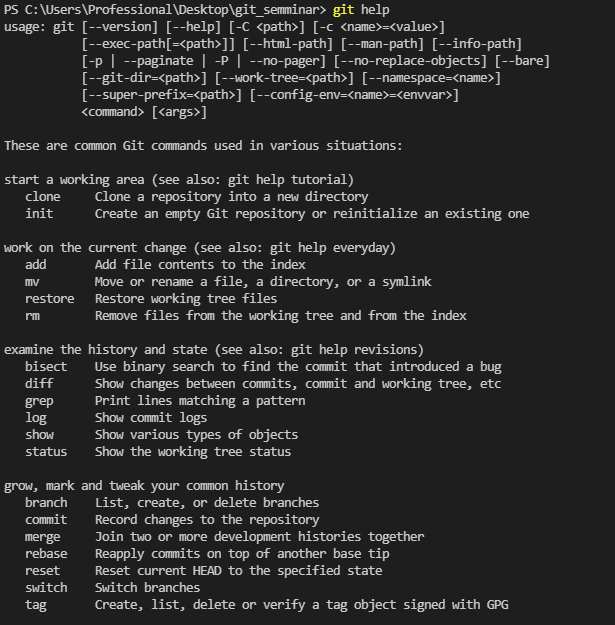 PS C:\Users\Professional\Desktop\git_semminar> git help
usage: git [--version] [--help] [-C <path>] [-c <name>=<value>]
           [--exec-path[=<path>]] [--html-path] [--man-path] [--info-path]
           [-p | --paginate | -P | --no-pager] [--no-replace-objects] [--bare]
           [--git-dir=<path>] [--work-tree=<path>] [--namespace=<name>]
           [--super-prefix=<path>] [--config-env=<name>=<envvar>]
           <command> [<args>]

These are common Git commands used in various situations:

start a working area (see also: git help tutorial)
   clone     Clone a repository into a new directory
   init      Create an empty Git repository or reinitialize an existing one

work on the current change (see also: git help everyday)
   add       Add file contents to the index
   mv        Move or rename a file, a directory, or a symlink
   restore   Restore working tree files
   rm        Remove files from the working tree and from the index

examine the history and state (see also: git help revisions)
   bisect    Use binary search to find the commit that introduced a bug
   diff      Show changes between commits, commit and working tree, etc
   grep      Print lines matching a pattern
   log       Show commit logs
   show      Show various types of objects
   status    Show the working tree status

grow, mark and tweak your common history
   branch    List, create, or delete branches
   commit    Record changes to the repository
   merge     Join two or more development histories together
   rebase    Reapply commits on top of another base tip
   reset     Reset current HEAD to the specified state
   switch    Switch branches
   tag       Create, list, delete or verify a tag object signed with GPG